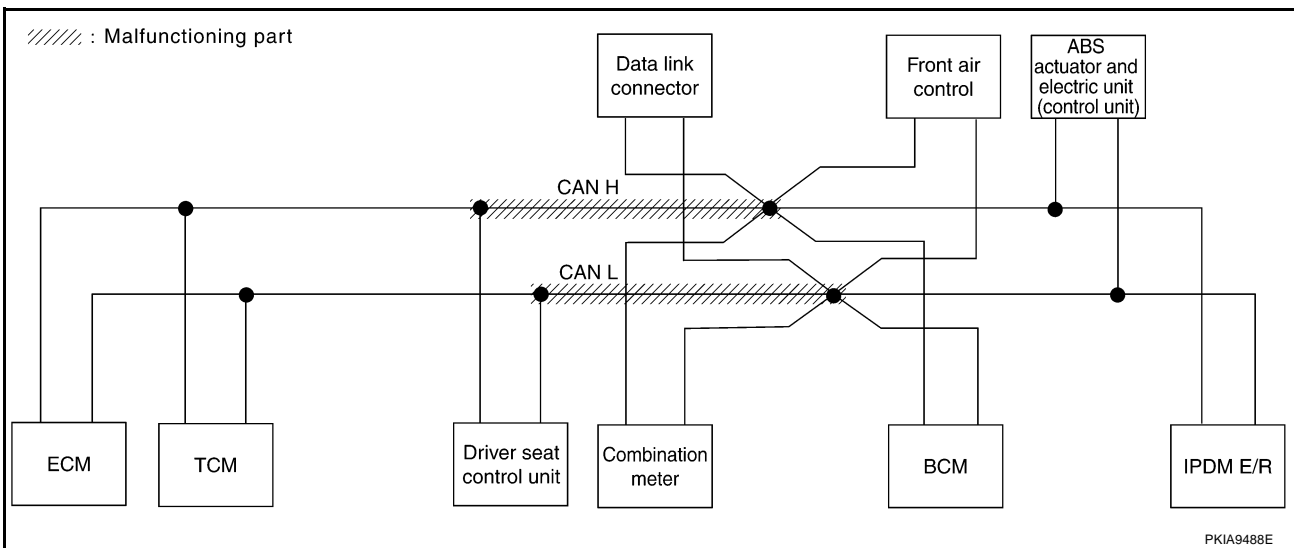 : Malfunctioning part
Data link
connector
Front air
control
ABS
actuator and
electric unit
(control unit)
CAN H
CAN L
ECM
TCM
Driver seat
control unit
Combination
meter
BCM
IPDM E/R
PKIA9488E